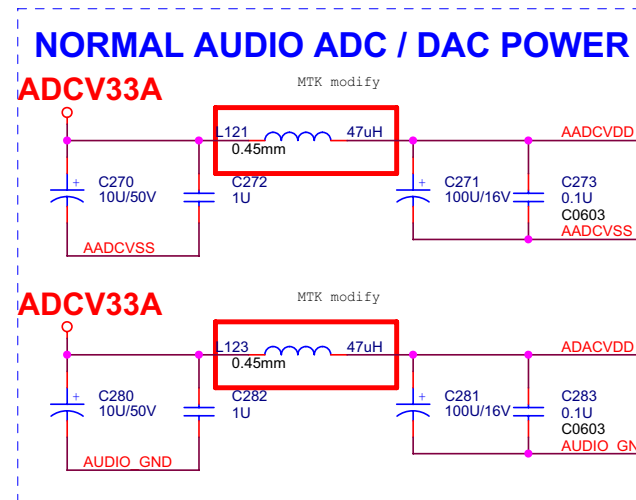 NORMAL AUDIO ADC / DAC POWER
ADCV33A
MTK modify
L121
47uH
0.45mm
AADCVDD
C270
10U/50V
C272
1U
C271
100U/16V
C273
0.1U
C0603
AADCVSS
AADCVSS
ADCV33A
MTK modify
L123
47uH
0.45mm
ADACVDD
C280
10U/50V
C282
1U
C281
100U/16V
C283
0.1U
C0603
AUDIO_GN
AUDIO_GND